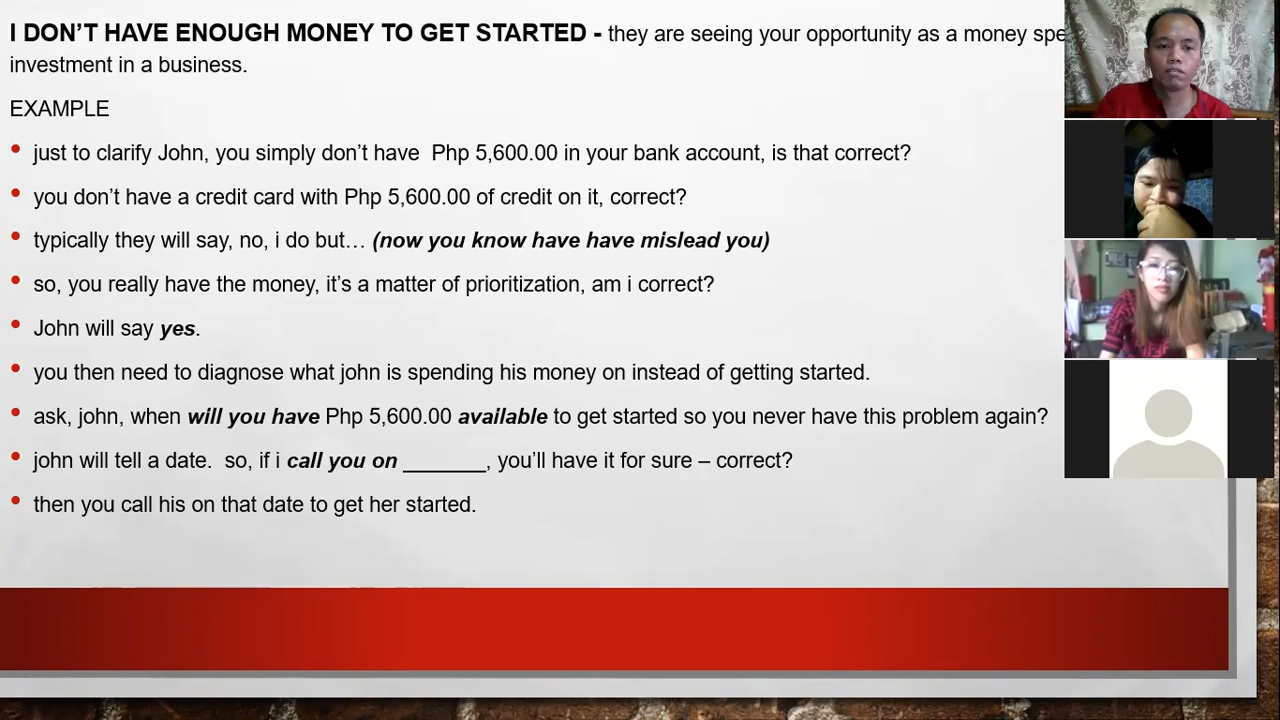 I DON'T HAVE ENOUGH MONEY TO GET STARTED - they are seeing your opportunity as a money
investment in a business.
EXAMPLE
• just to clarify John, you simply don't have Php 5,600.00 in your bank account, is that correct?
• you don't have a credit card with Php 5,600.00 of credit on it, correct?
• typically they will say, no, i do but… (now you know have have mislead you)
• so, you really have the money, it's a matter of prioritization, am i correct?
• John will say yes.
• you then need to diagnose what john is spending his money on instead of getting started.
• ask, john, when will you have Php 5,600.00 available to get started so you never have this problem again?
• john will tell a date. so, if i call you on _______, you'll have it for sure – correct?
• then you call his on that date to get her started.